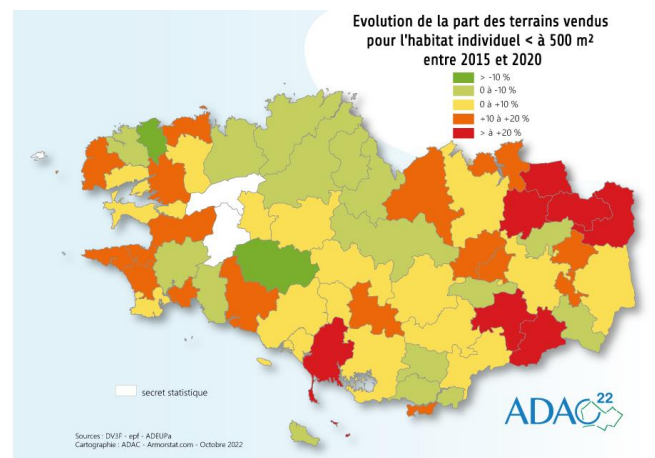 Evolution de la part des terrains vendus
pour l'habitat individuel < à 500 m²
entre 2015 et 2020
> -10 %
0 à -10 %
0 à +10 %
+10 à +20 %
> à +20 %
secret statistique
ADAC 22
Sources : DV3F - epf - ADEUPa
Cartographie : ADAC - Armorstat.com - Octobre 2022